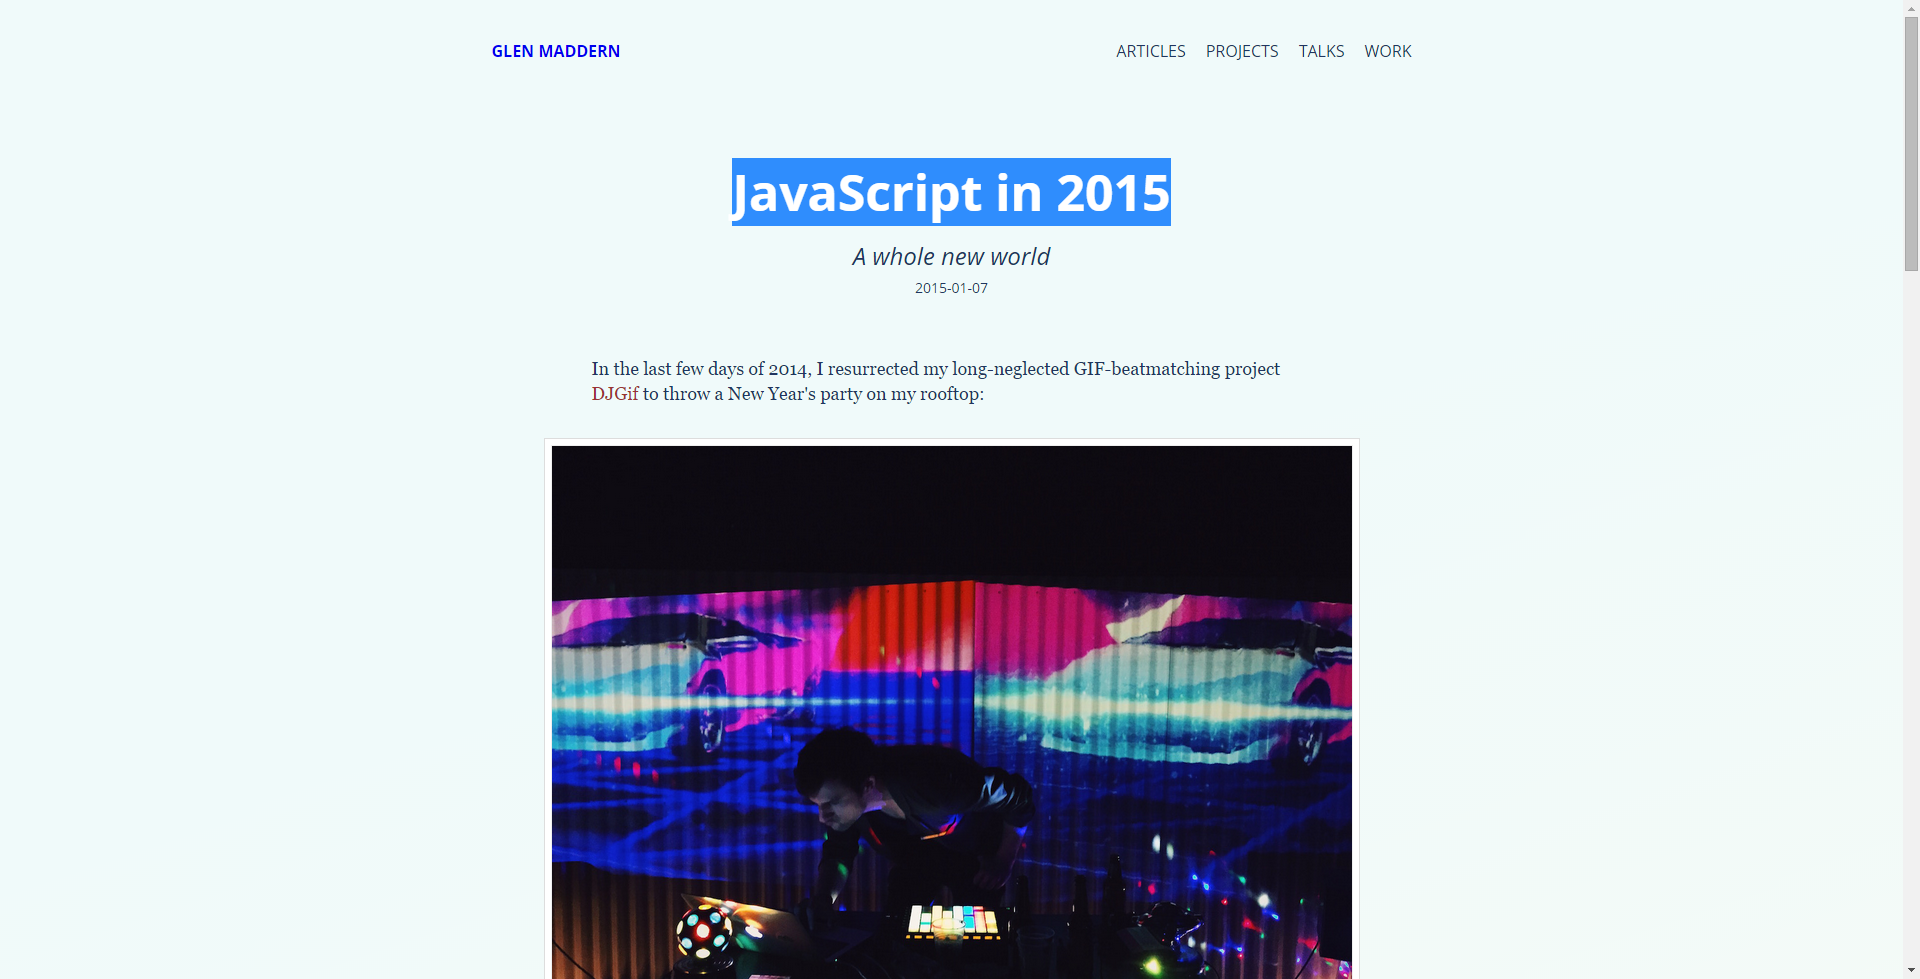 GLEN MADDERN
ARTICLES PROJECTS TALKS WORK
JavaScript in 2015
A whole new world
2015-01-07
In the last few days of 2014, I resurrected my long-neglected GIF-beatmatching project
DJGif to throw a New Year's party on my rooftop: